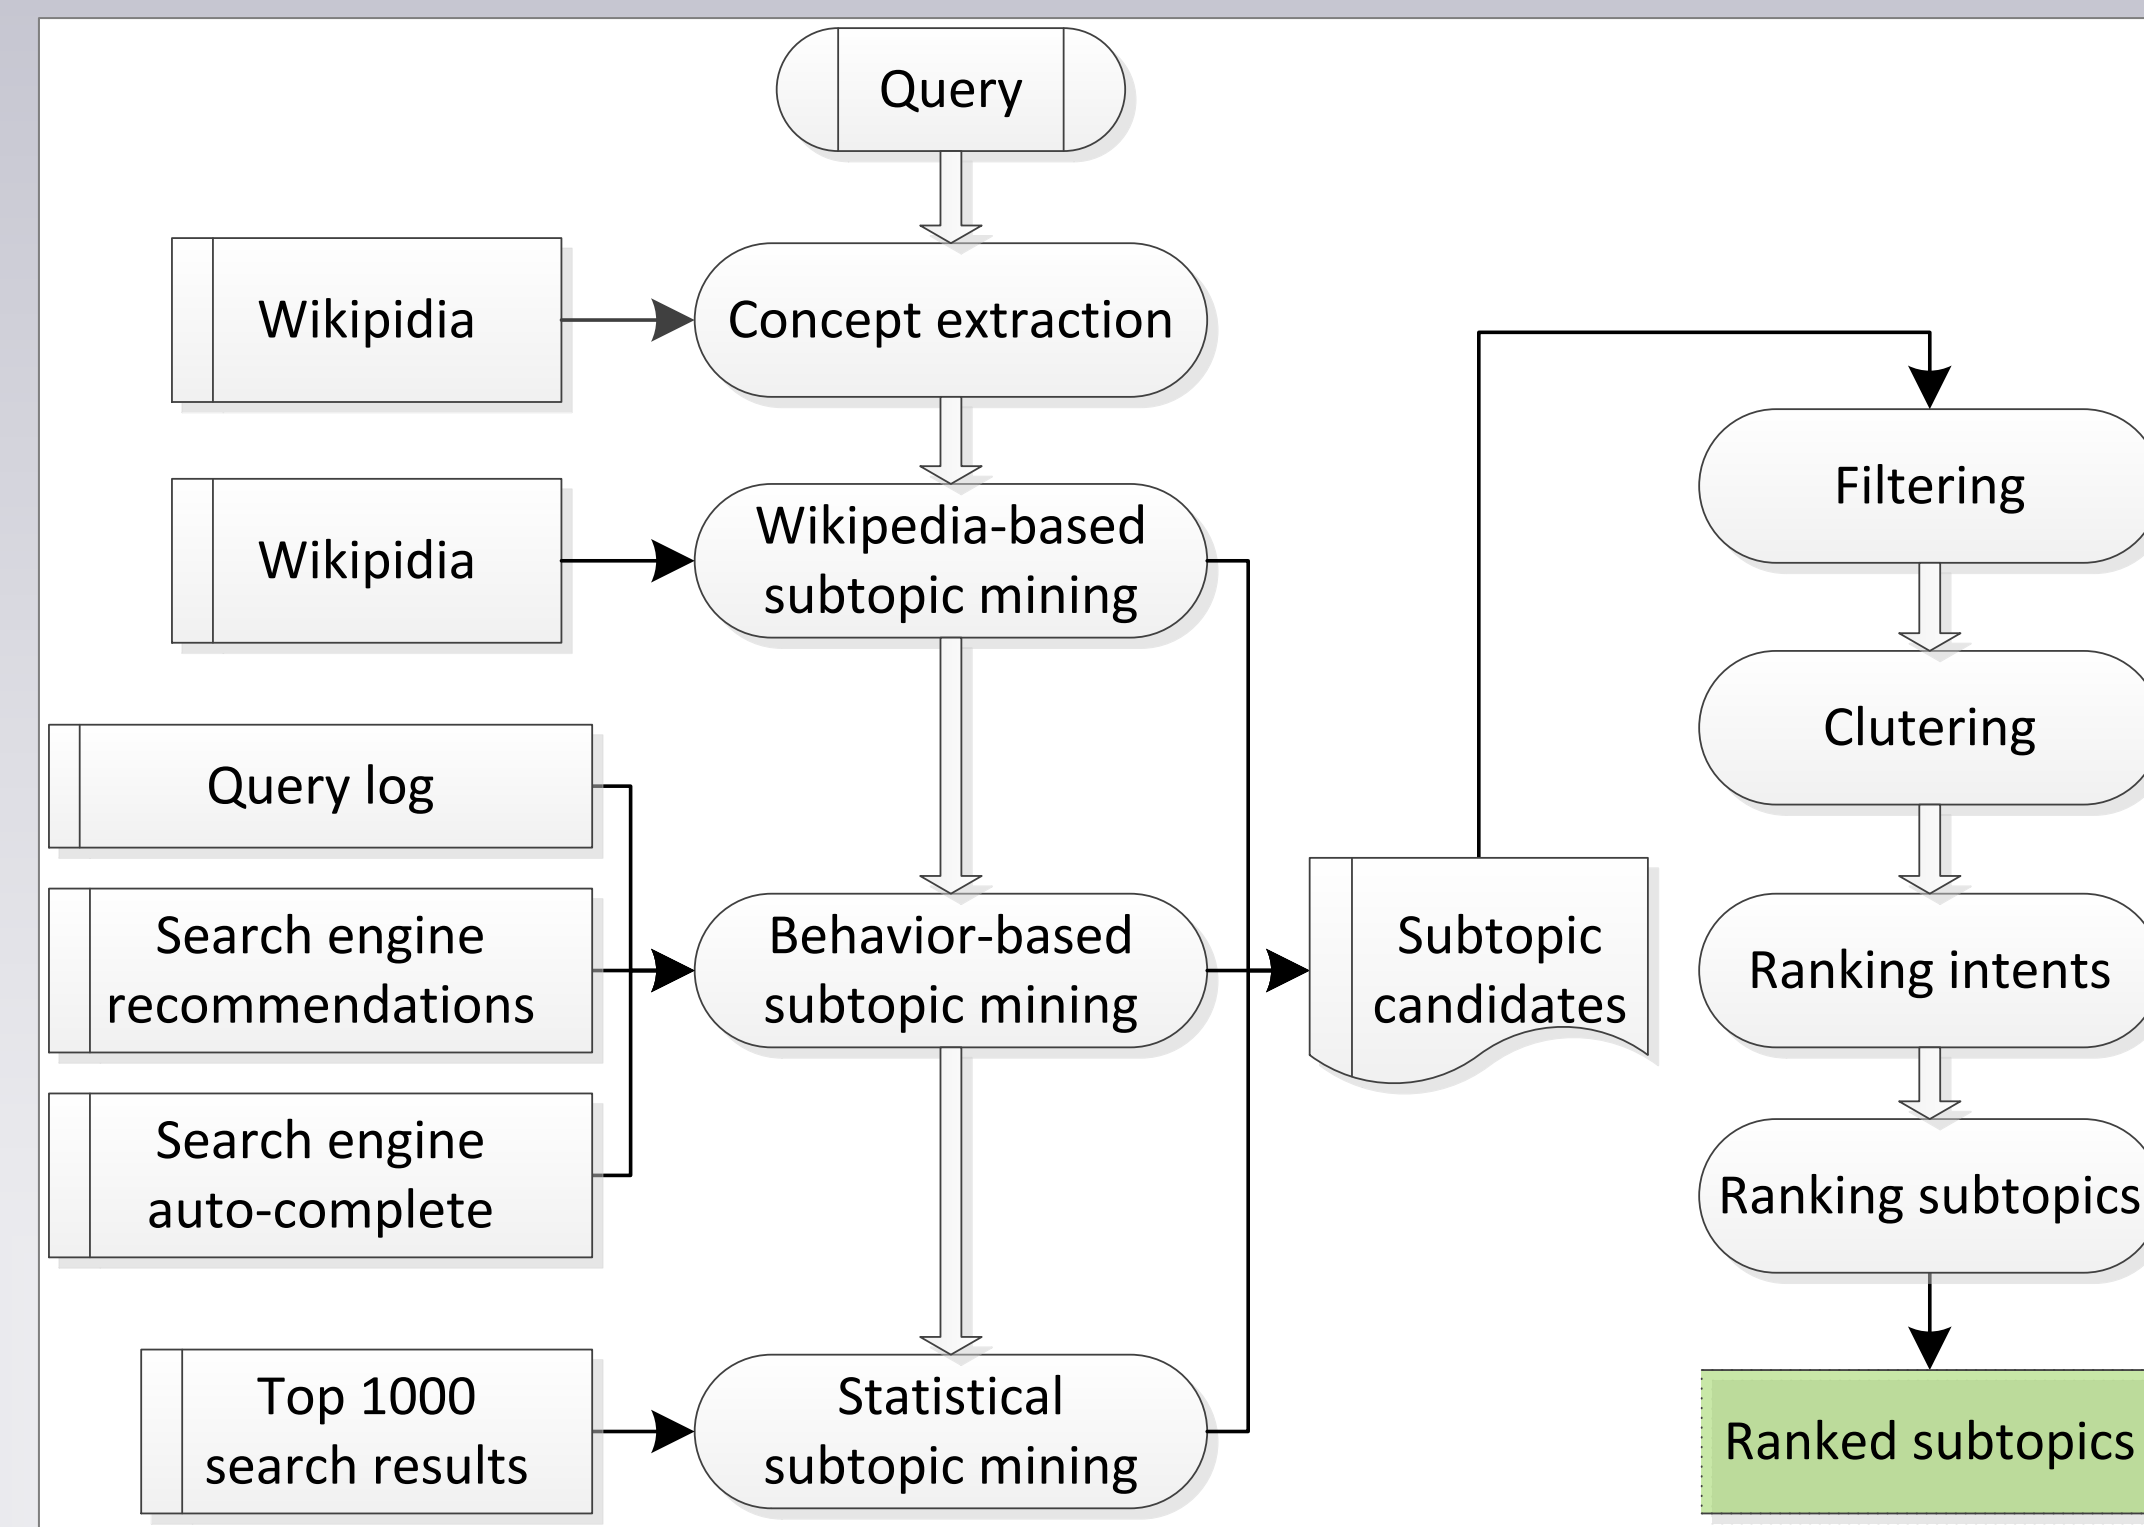 Query
Wikipidia
Concept extraction
Wikipidia
Wikipedia-based
subtopic mining
Query log
Search engine
recommendations
Search engine
auto-complete
Behavior-based
subtopic mining
Top 1000
search results
Statistical
subtopic mining
Subtopic
candidates
Filtering
Clutering
Ranking intents
Ranking subtopics
Ranked subtopics